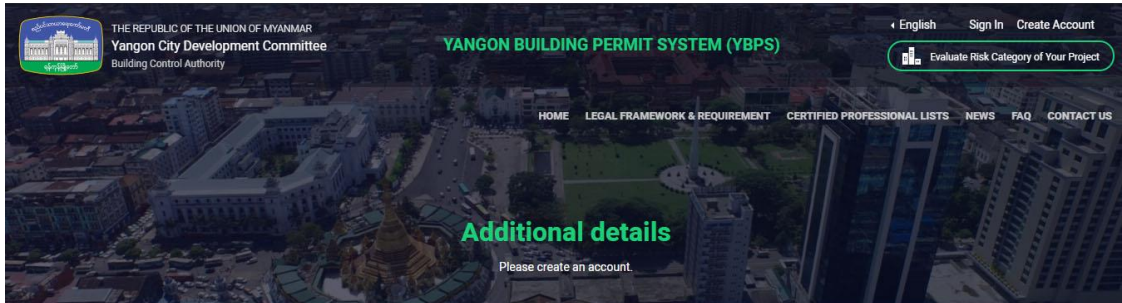 THE REPUBLIC OF THE UNION OF MYANMAR
Yangon City Development Committee
Building Control Authority
YANGON BUILDING PERMIT SYSTEM (YBPS)
English Sign In Create Account
Evaluate Risk Category of Your Project
HOME LEGAL FRAMEWORK & REQUIREMENT CERTIFIED PROFESSIONAL LISTS NEWS FAQ CONTACT US
Additional details
Please create an account.